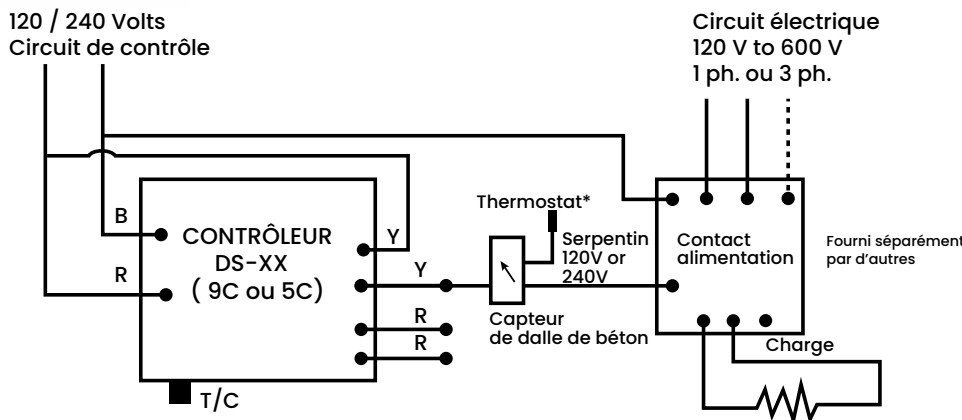 120 / 240 Volts
Circuit de contrôle
Circuit électrique
120 V to 600 V
1 ph. ou 3 ph.
B
R
CONTRÔLEUR
DS-XX
( 9C ou 5C)
Y
Y
R
R
T/C
Thermostat*
Serpentin
120V or
240V
Capteur
de dalle de béton
Contact
alimentation
Fourni séparément
par d'autres
Charge